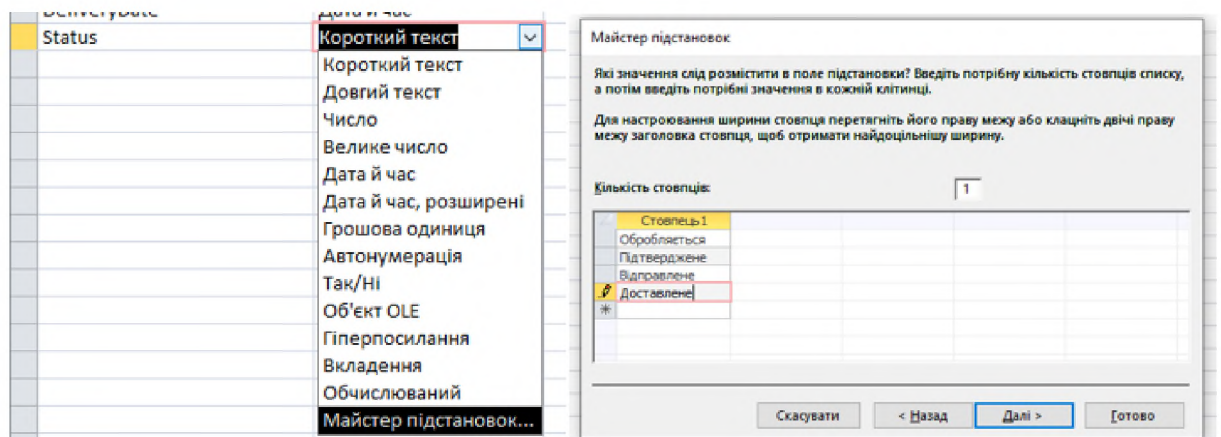 DeliveryDate
Дата й час
Status
Короткий текст
Короткий текст
Довгий текст
Число
Велике число
Дата й час
Дата й час, розширені
Грошова одиниця
Автонумерація
Так/Ні
Об'єкт OLE
Гіперпосилання
Вкладення
Обчислюваний
Майстер підстановок...
Майстер підстановок
Які значення слід розмістити в поле підстановки? Введіть потрібну кількість стовпців списку,
а потім введіть потрібні значення в кожній клітинці.
Для настроювання ширини стовпця перетягніть його праву межу або клацніть двічі праву
межу заголовка стовпця, щоб отримати найдоцільнішу ширину.
Кількість стовпців:
1
Стовпець1
Обробляється
Підтверджене
Відправлене
Доставлене
Скасувати
< Назад
Далі >
Готово